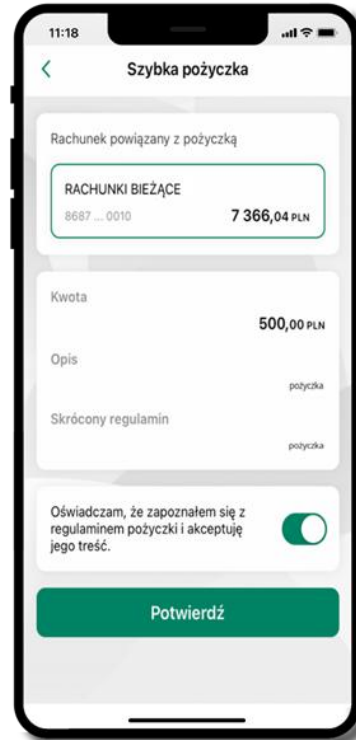 11:18
Szybka pożyczka
Rachunek powiązany z pożyczką
RACHUNKI BIEŻĄCE
8687 ... 0010 7 366,04 PLN
Kwota
500,00 PLN
Opis
pożyczka
Skrócony regulamin
pożyczka
Oświadczam, że zapoznałem się z
regulaminem pożyczki i akceptuję
jego treść.
Potwierdź